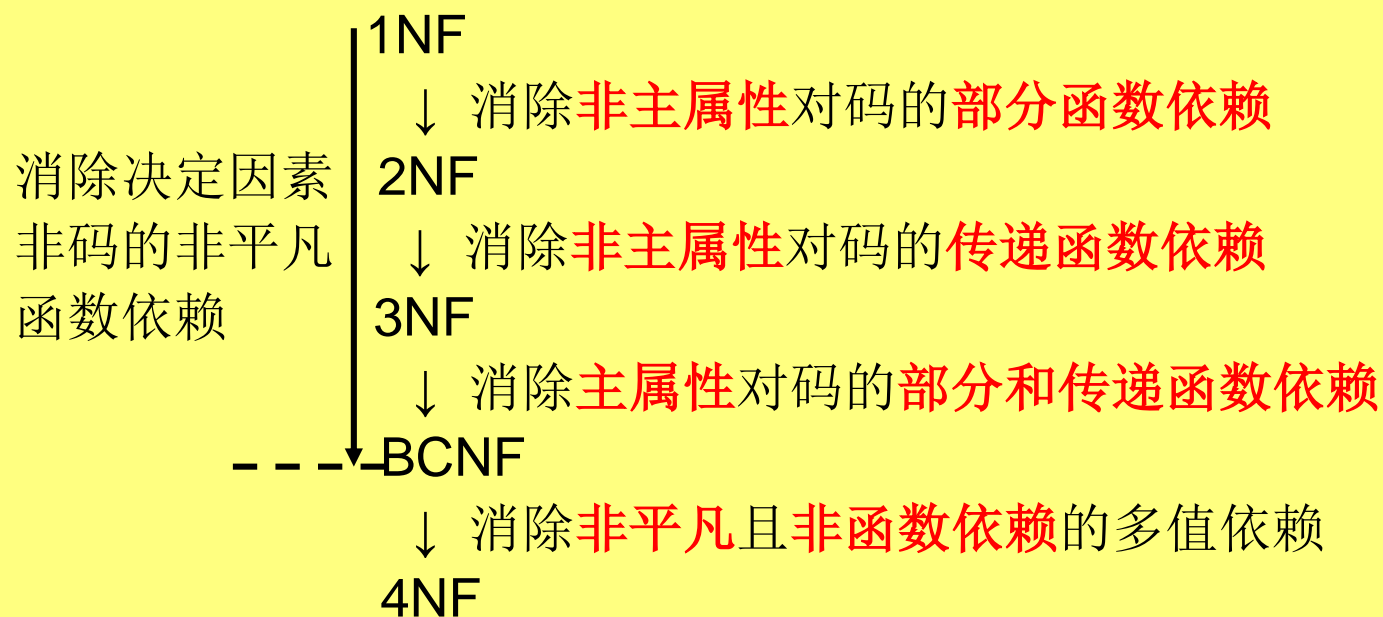 1NF
↓ 消除非主属性对码的部分函数依赖
消除决定因素
2NF
非码的非平凡
↓ 消除非主属性对码的传递函数依赖
函数依赖
3NF
↓ 消除主属性对码的部分和传递函数依赖
BCNF
↓ 消除非平凡且非函数依赖的多值依赖
4NF